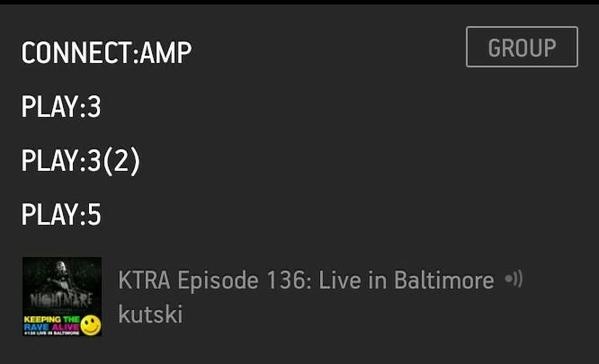 CONNECT:AMP
GROUP
PLAY:3
PLAY:3(2)
PLAY:5
KTRA Episode 136: Live in Baltimore
kutski
NIGHTMARE
KEEPING THE
RAVE ALIVE
#136 LIVE IN BALTIMORE